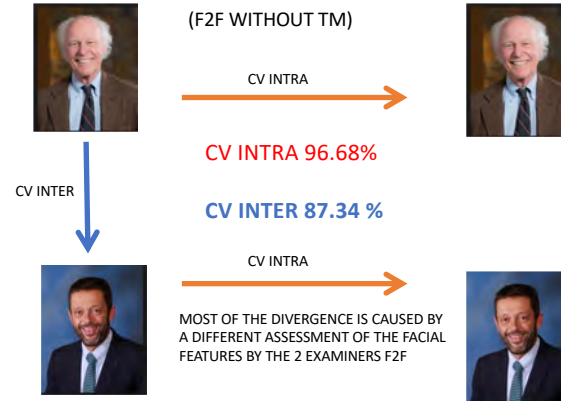 (F2F WITHOUT TM)
CV INTRA
CV INTRA 96.68%
CV INTER
CV INTER 87.34 %
CV INTRA
MOST OF THE DIVERGENCE IS CAUSED BY
A DIFFERENT ASSESSMENT OF THE FACIAL
FEATURES BY THE 2 EXAMINERS F2F